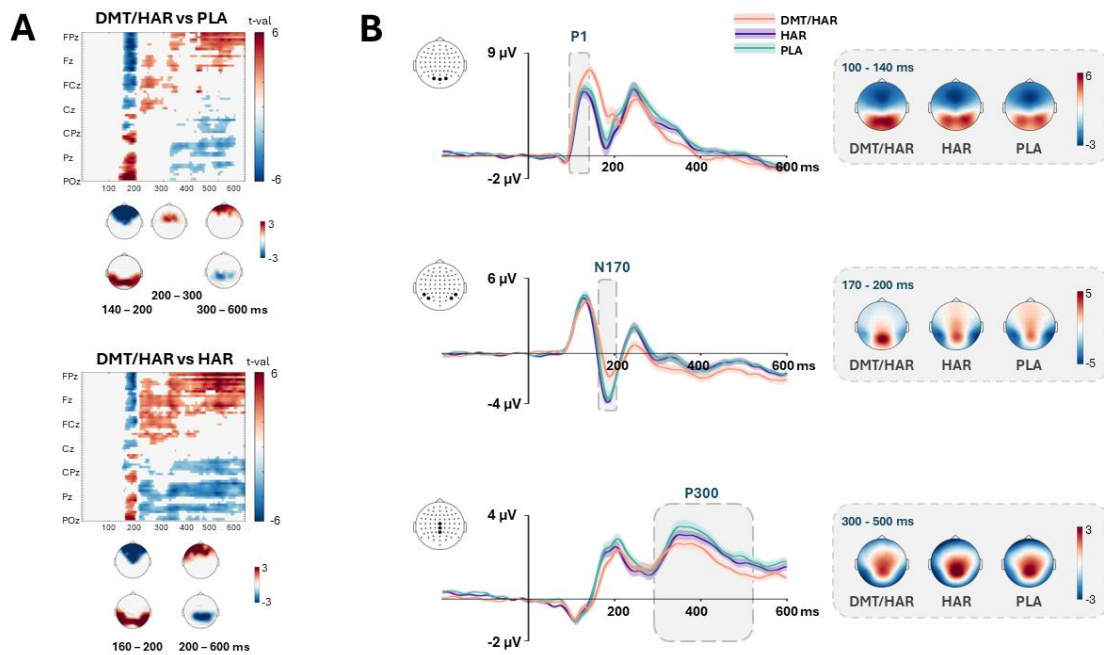 A
DMT/HAR vs PLA
t-val
FPz
Fz
FCz
Cz
CPz
Pz
POz
100 200 300 400 500 600
6
-6
3
-3
200 – 300
140 – 200 300 – 600 ms
DMT/HAR vs HAR
t-val
FPz
Fz
FCz
Cz
CPz
Pz
POz
100 200 300 400 500 600
6
-6
3
-3
160 – 200 200 – 600 ms
B
DMT/HAR
HAR
PLA
P1
9 µV
-2 µV
200 400 600 ms
100 - 140 ms
DMT/HAR HAR PLA
6
-3
N170
6 µV
-4 µV
200 400 600 ms
170 - 200 ms
DMT/HAR HAR PLA
5
-5
P300
4 µV
-2 µV
200 400 600 ms
300 - 500 ms
DMT/HAR HAR PLA
3
-3